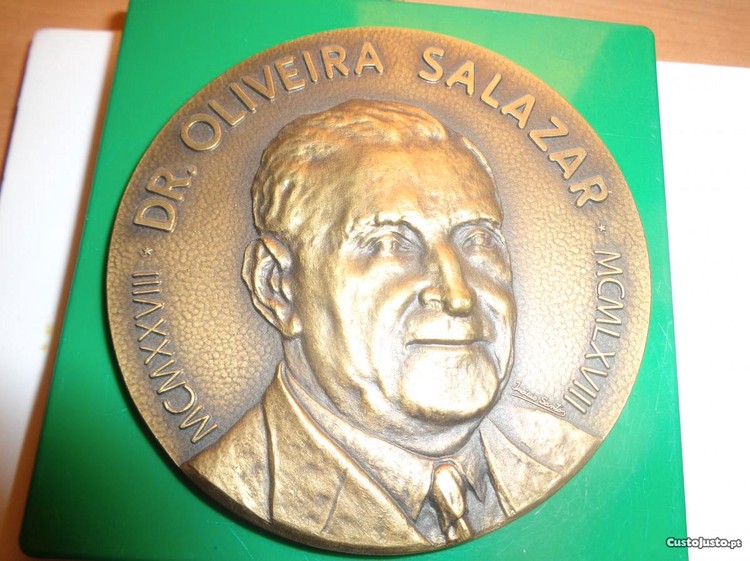 MCMXXVIII * DR. OLIVEIRA SALAZAR * MCMLXVIII
CustoJusto.pt